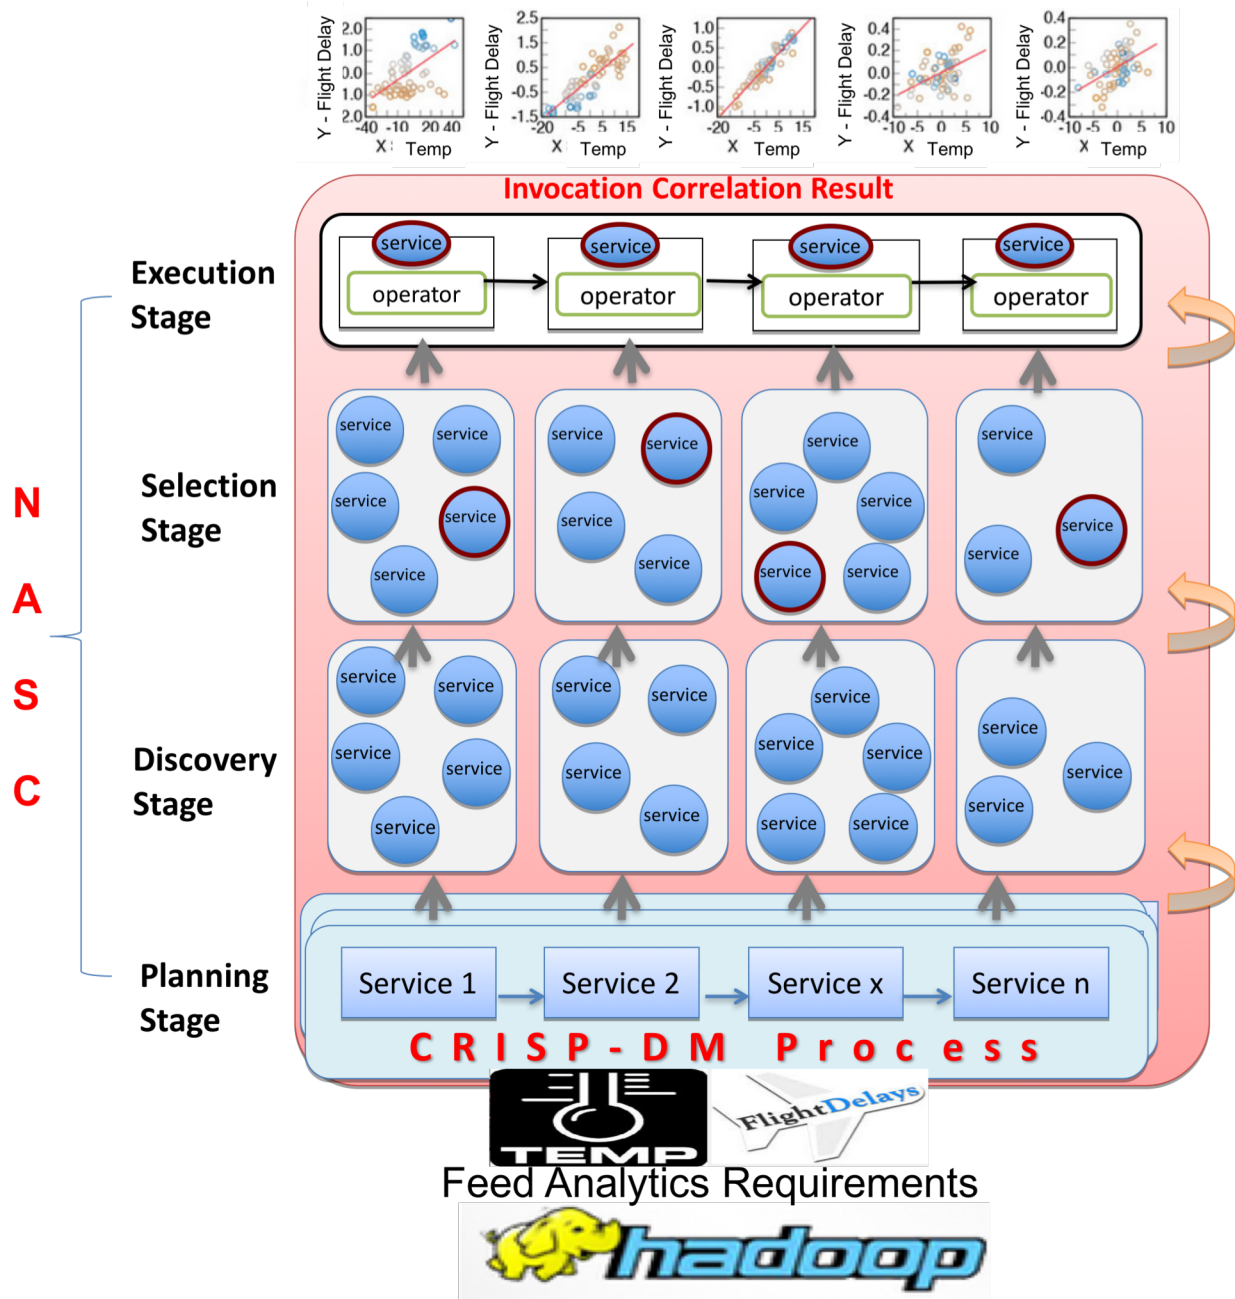 Y - Flight Delay
2.0
1.0
0.0
1.0
2.0
-40 -10 20 40
X Temp
Y - Flight Delay
2.5
1.5
0.5
-0.5
-1.5
-20 -5 5 15
X Temp
Y - Flight Delay
1.0
0.5
0.0
-0.5
-1.0
-20 -5 5 15
X Temp
Y - Flight Delay
0.4
0.2
0.0
-0.2
-0.4
-10 -5 0 5 10
X Temp
Y - Flight Delay
0.4
0.2
0.0
-0.2
-0.4
-10 -5 0 5 10
X Temp
Invocation Correlation Result
Execution
Stage
service service service service
operator operator operator operator
N
A
S
C
Selection
Stage
service service service service service
service service service service
service service service service service
service service service
Discovery
Stage
service service service service service
service service service service
service service service service service
service service service
Planning
Stage
Service 1 Service 2 Service x Service n
CRISP-DM Process
TEMP
FlightDelays
Feed Analytics Requirements
hadoop